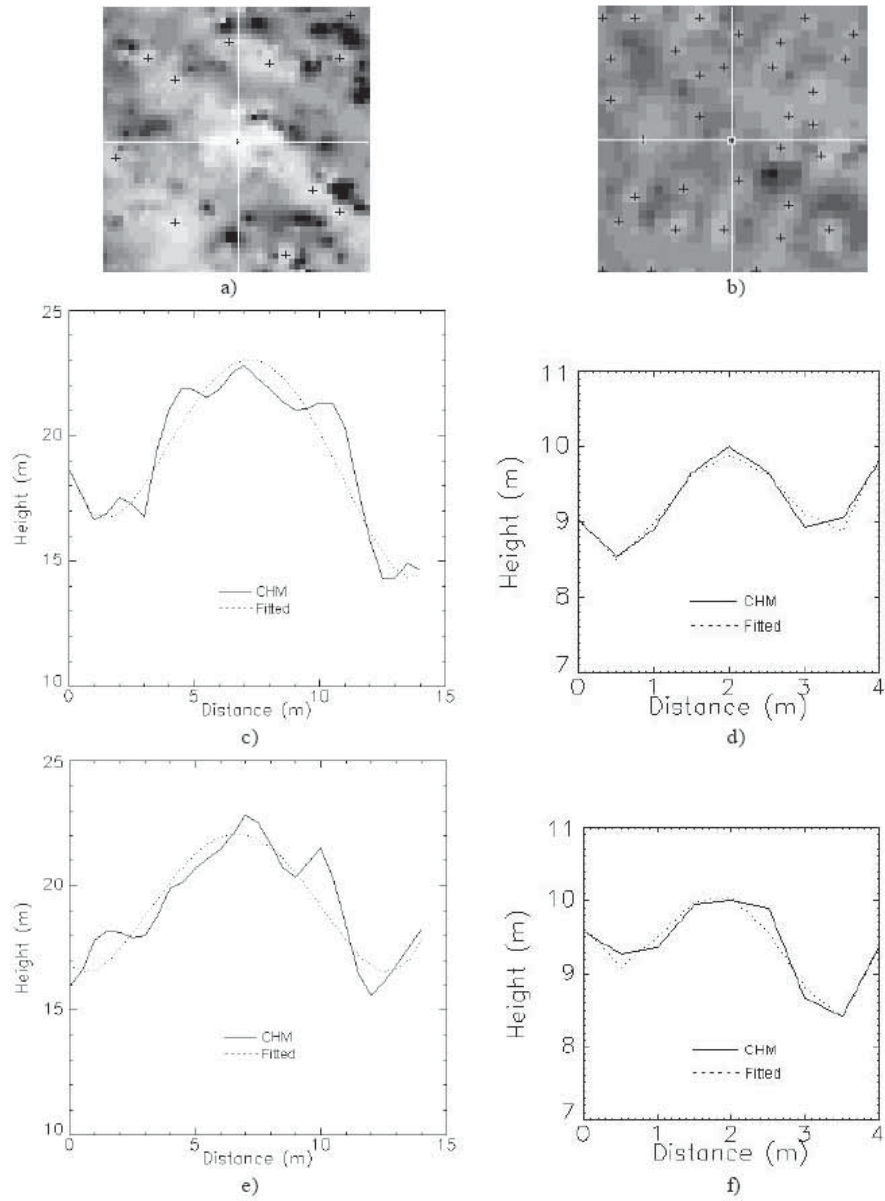 a)
b)
25
20
15
10
Height (m)
CHM
Fitted
0 5 10 15
Distance (m)
c)
11
10
9
8
7
Height (m)
CHM
Fitted
0 1 2 3 4
Distance (m)
d)
25
20
15
10
Height (m)
CHM
Fitted
0 5 10 15
Distance (m)
e)
11
10
9
8
7
Height (m)
CHM
Fitted
0 1 2 3 4
Distance (m)
f)